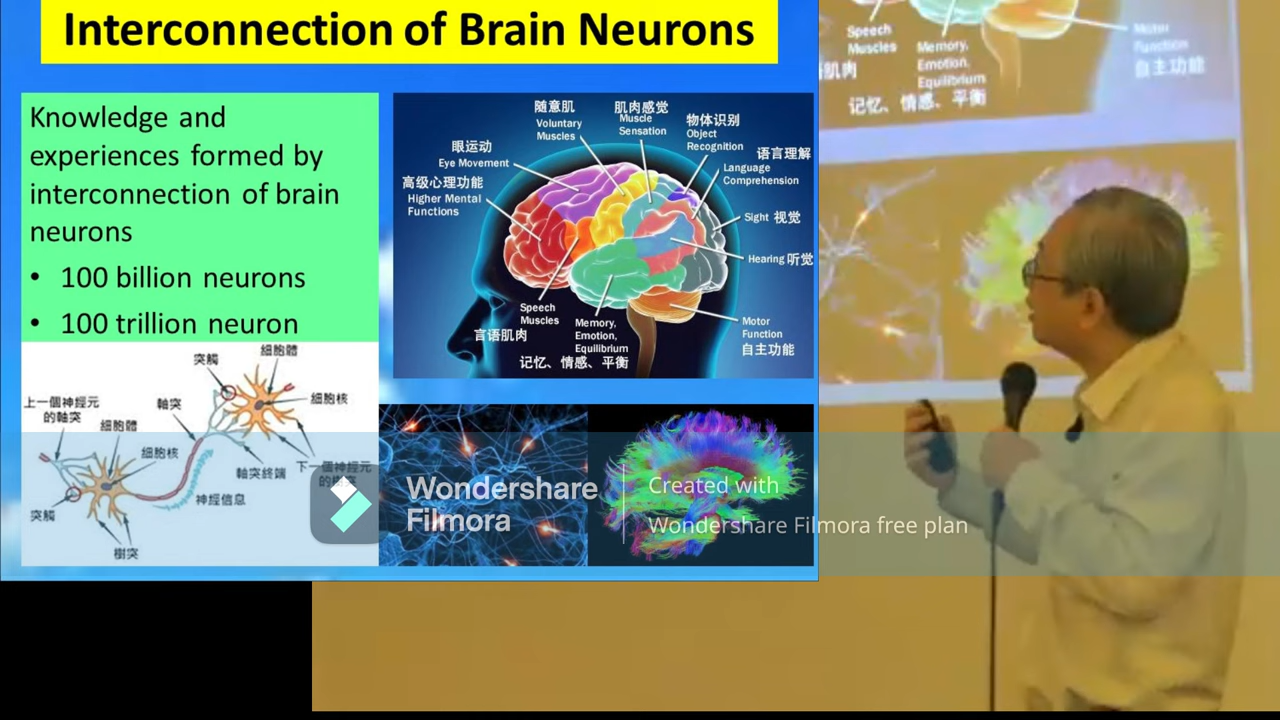 Interconnection of Brain Neurons
Knowledge and
experiences formed by
interconnection of brain
neurons
• 100 billion neurons
• 100 trillion neuron
随意肌
Voluntary
Muscles
肌肉感觉
Muscle
Sensation
物体识别
Object
Recognition
眼运动
Eye Movement
语言理解
Language
Comprehension
高级心理功能
Higher Mental
Functions
Sight 视觉
Hearing 听觉
Speech
Muscles
言语肌肉
Memory,
Emotion,
Equilibrium
记忆、情感、平衡
Motor
Function
自主功能
突觸
細胞體
細胞核
上一個神經元
的軸突
軸突
細胞體
細胞核
軸突終端
下一個神經元
神經信息
突觸
樹突
Wondershare
Filmora
Created with
Wondershare Filmora free plan
Speech
Muscles
肌肉
Memory,
Emotion,
Equilibrium
记忆、情感、平衡
Motor
Function
自主功能